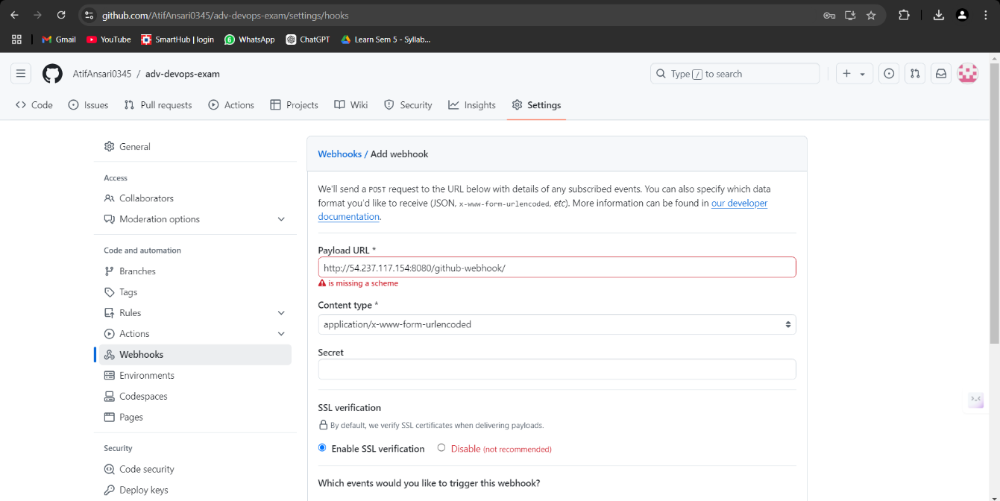 github.com/AtifAnsari0345/adv-devops-exam/settings/hooks
Gmail YouTube SmartHub | login WhatsApp ChatGPT Learn Sem 5 - Syllab...
AtifAnsari0345 / adv-devops-exam
Type / to search
Code Issues Pull requests Actions Projects Wiki Security Insights Settings
General
Access
Collaborators
Moderation options
Code and automation
Branches
Tags
Rules
Actions
Webhooks
Environments
Codespaces
Pages
Security
Code security
Deploy keys
Webhooks / Add webhook
We'll send a POST request to the URL below with details of any subscribed events. You can also specify which data
format you'd like to receive (JSON, x-www-form-urlencoded, etc). More information can be found in our developer
documentation.
Payload URL *
http://54.237.117.154:8080/github-webhook/
is missing a scheme
Content type *
application/x-www-form-urlencoded
Secret
SSL verification
By default, we verify SSL certificates when delivering payloads.
Enable SSL verification Disable (not recommended)
Which events would you like to trigger this webhook?